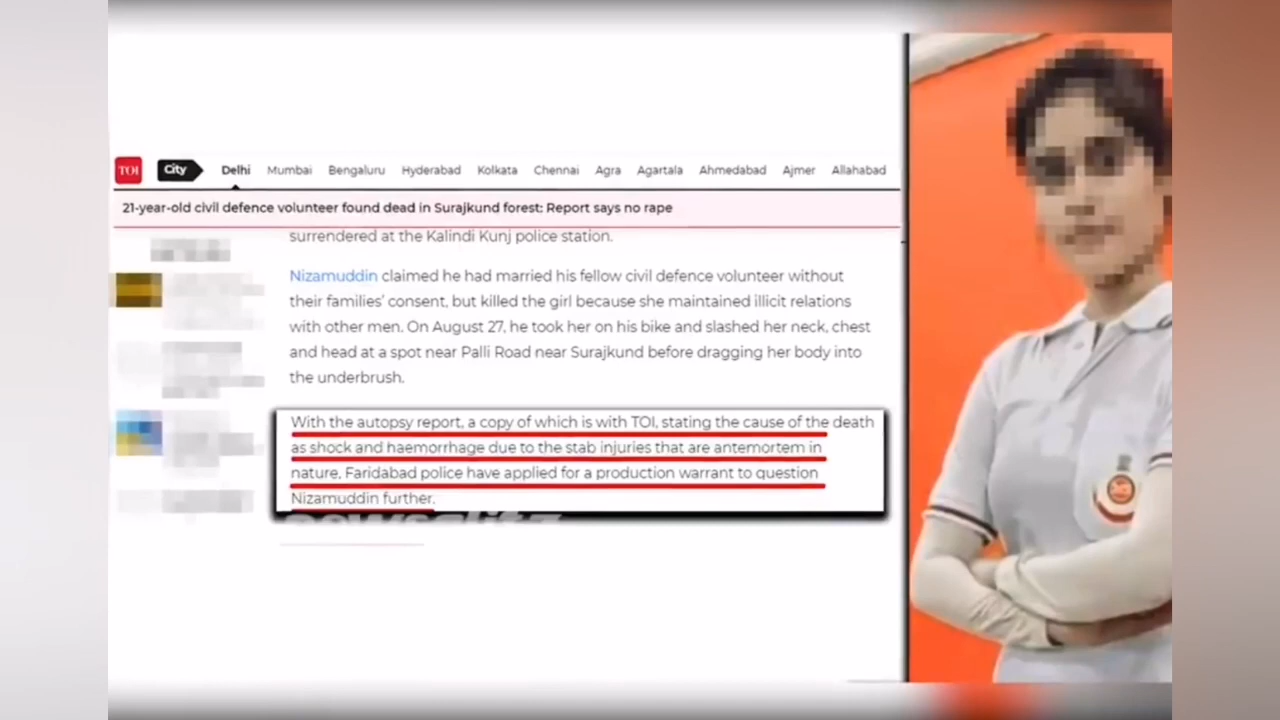 TOI City Delhi Mumbai Bengaluru Hyderabad Kolkata Chennai Agra Agartala Ahmedabad Ajmer Allahabad
21-year-old civil defence volunteer found dead in Surajkund forest: Report says no rape
surrendered at the Kalindi Kunj police station.
Nizamuddin claimed he had married his fellow civil defence volunteer without
their families' consent, but killed the girl because she maintained illicit relations
with other men. On August 27, he took her on his bike and slashed her neck, chest
and head at a spot near Palli Road near Surajkund before dragging her body into
the underbrush.
With the autopsy report, a copy of which is with TOI, stating the cause of the death
as shock and haemorrhage due to the stab injuries that are antemortem in
nature, Faridabad police have applied for a production warrant to question
Nizamuddin further.
newsglitz